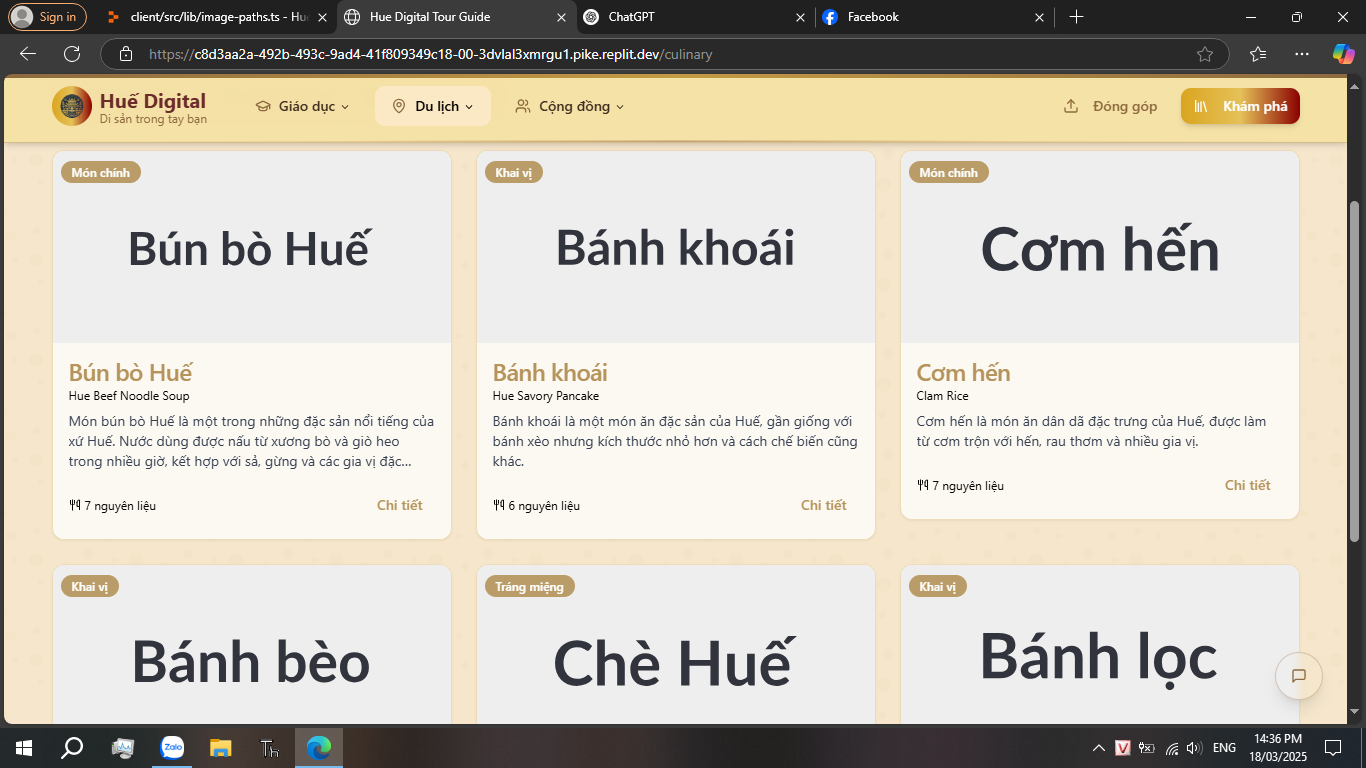 Sign in
client/src/lib/image-paths.ts - Hu
Hue Digital Tour Guide
ChatGPT
Facebook
https://c8d3aa2a-492b-493c-9ad4-41f809349c18-00-3dvlal3xmrgu1.pike.replit.dev/culinary
Huế Digital
Di sản trong tay bạn
Giáo dục
Du lịch
Cộng đồng
Đóng góp
Khám phá
Món chính
Bún bò Huế
Bún bò Huế
Hue Beef Noodle Soup
Món bún bò Huế là một trong những đặc sản nổi tiếng của
xứ Huế. Nước dùng được nấu từ xương bò và giò heo
trong nhiều giờ, kết hợp với sả, gừng và các gia vị đặc...
7 nguyên liệu
Chi tiết
Khai vị
Bánh khoái
Bánh khoái
Hue Savory Pancake
Bánh khoái là một món ăn đặc sản của Huế, gần giống với
bánh xèo nhưng kích thước nhỏ hơn và cách chế biến cũng
khác.
6 nguyên liệu
Chi tiết
Món chính
Cơm hến
Cơm hến
Clam Rice
Cơm hến là món ăn dân dã đặc trưng của Huế, được làm
từ cơm trộn với hến, rau thơm và nhiều gia vị.
7 nguyên liệu
Chi tiết
Khai vị
Bánh bèo
Tráng miệng
Chè Huế
Khai vị
Bánh lọc
Zalo
Th
V
ENG
14:36 PM
18/03/2025